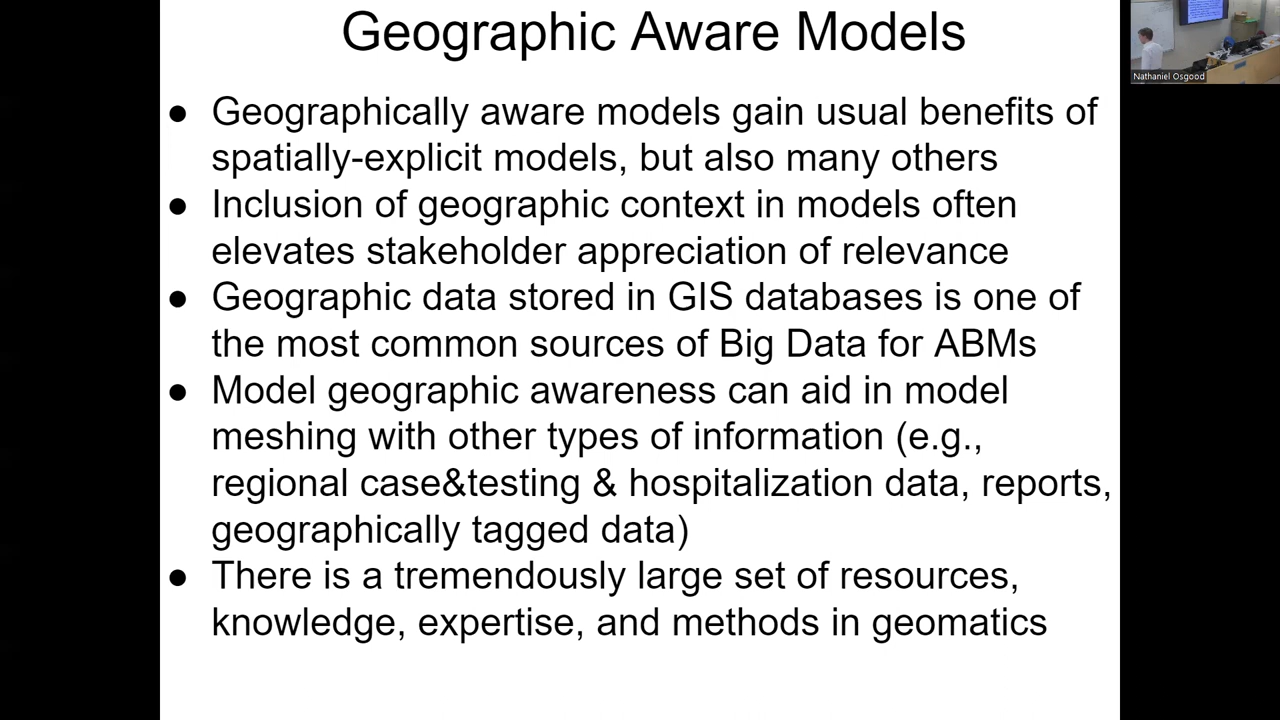 Geographic Aware Models
● Geographically aware models gain usual benefits of
spatially-explicit models, but also many others
● Inclusion of geographic context in models often
elevates stakeholder appreciation of relevance
● Geographic data stored in GIS databases is one of
the most common sources of Big Data for ABMs
● Model geographic awareness can aid in model
meshing with other types of information (e.g.,
regional case&testing & hospitalization data, reports,
geographically tagged data)
● There is a tremendously large set of resources,
knowledge, expertise, and methods in geomatics
Nathaniel Osgood